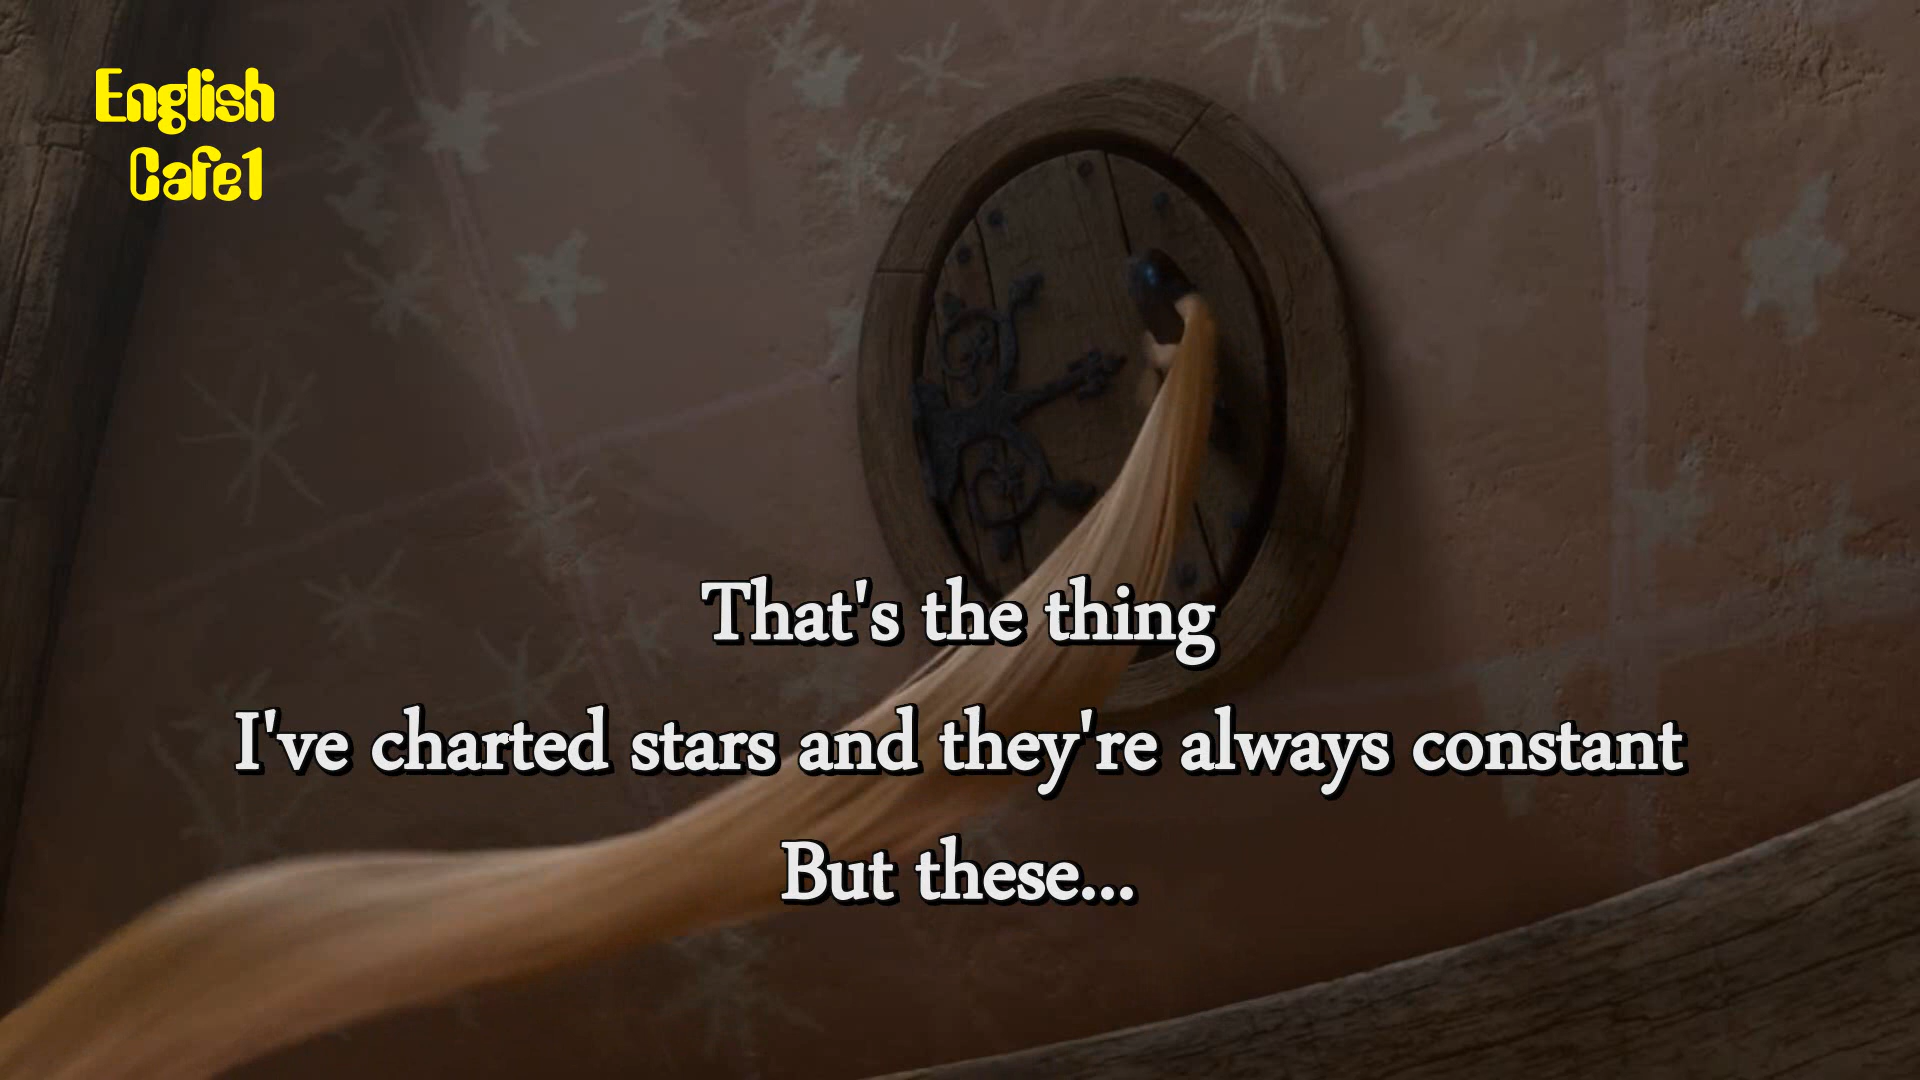 English
Cafe1
That's the thing
I've charted stars and they're always constant
But these...